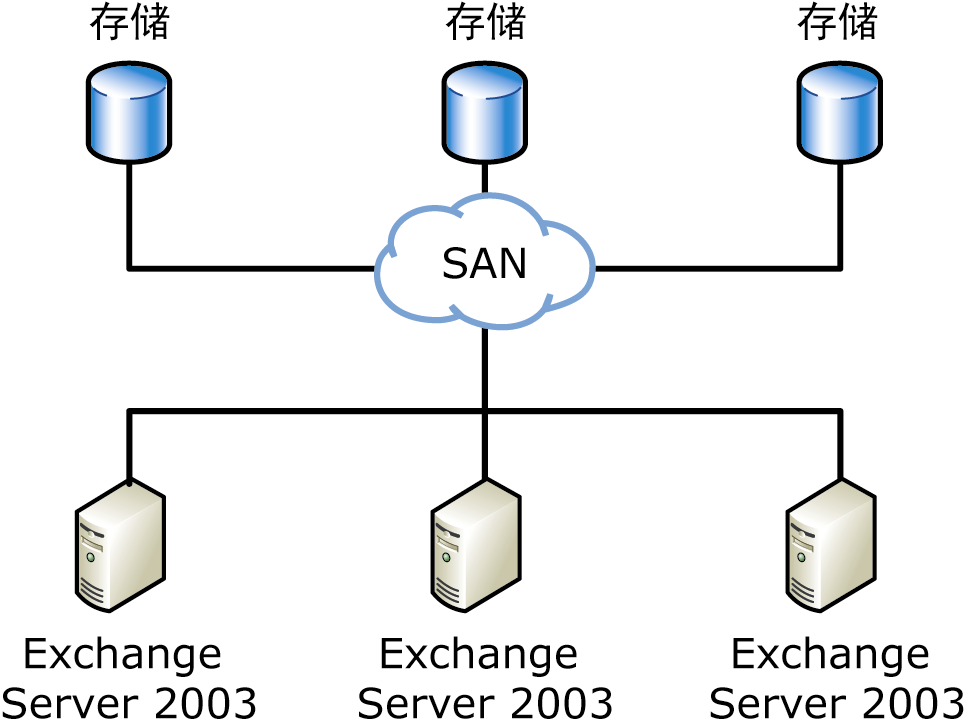 存储
存储
存储
SAN
Exchange
Server 2003
Exchange
Server 2003
Exchange
Server 2003